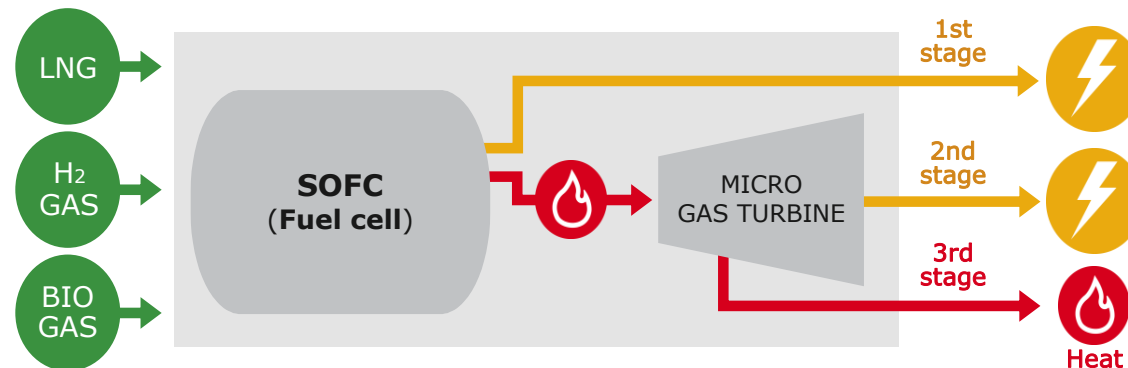 LNG
H₂
GAS
BIO
GAS
SOFC
(Fuel cell)
MICRO
GAS TURBINE
1st
stage
2nd
stage
3rd
stage
Heat